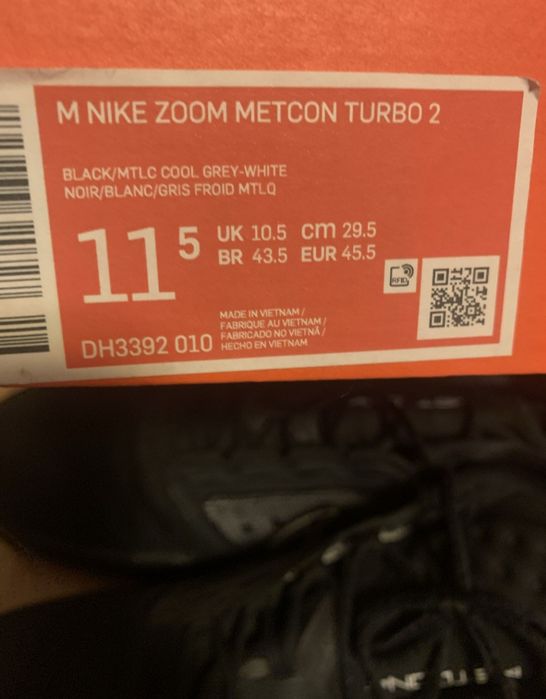 M NIKE ZOOM METCON TURBO 2
BLACK/MTLC COOL GREY-WHITE
NOIR/BLANC/GRIS FROID MTLQ
11 5
UK 10.5 cm 29.5
BR 43.5 EUR 45.5
RFID
DH3392 010
MADE IN VIETNAM /
FABRIQUE AU VIETNAM /
FABRICADO NO VIETNÃ /
HECHO EN VIETNAM